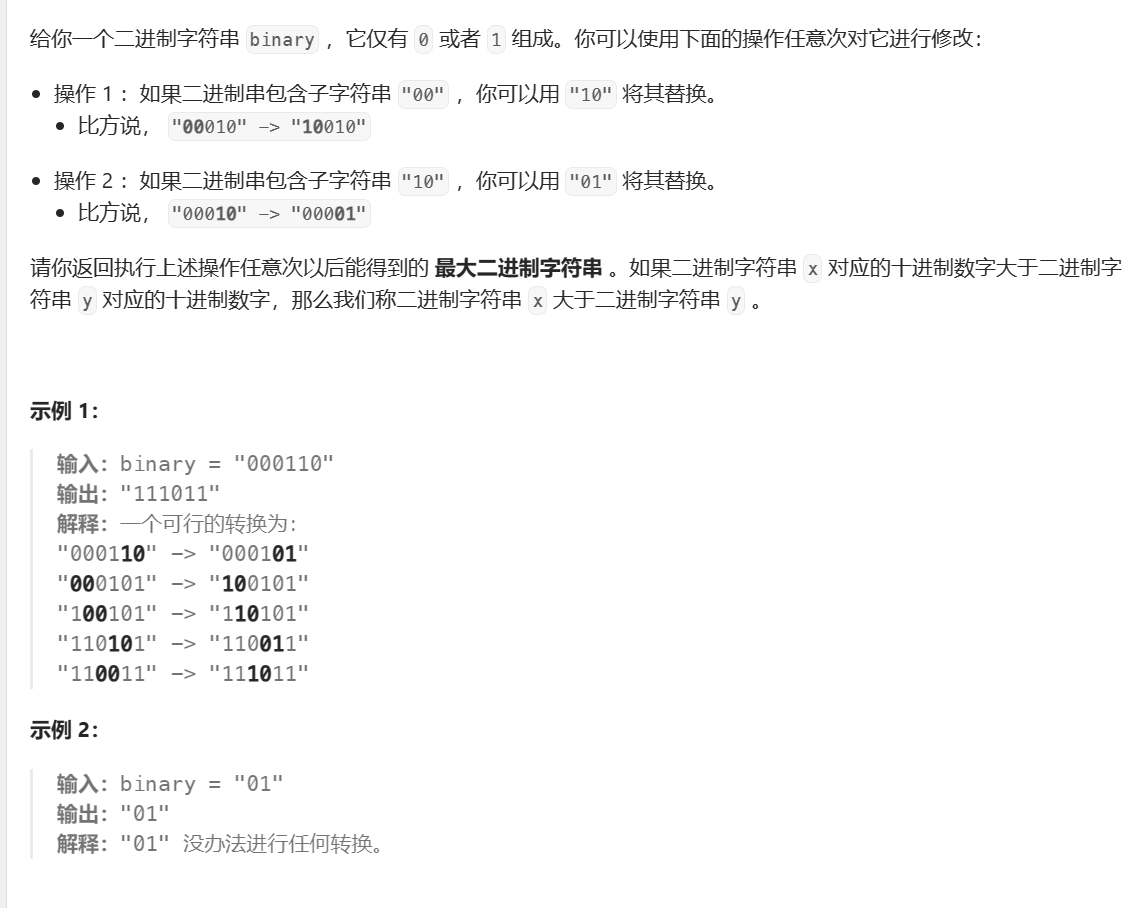 给你一个二进制字符串 binary ，它仅有 0 或者 1 组成。你可以使用下面的操作任意次对它进行修改：
• 操作 1 ：如果二进制串包含子字符串 "00" ，你可以用 "10" 将其替换。
• 比方说， "00010" -> "10010"
• 操作 2 ：如果二进制串包含子字符串 "10" ，你可以用 "01" 将其替换。
• 比方说， "00010" -> "00001"
请你返回执行上述操作任意次以后能得到的 最大二进制字符串 。如果二进制字符串 x 对应的十进制数字大于二进制字
符串 y 对应的十进制数字，那么我们称二进制字符串 x 大于二进制字符串 y 。
示例 1：
输入：binary = "000110"
输出："111011"
解释：一个可行的转换为：
"000110" -> "000101"
"000101" -> "100101"
"100101" -> "110101"
"110101" -> "110011"
"110011" -> "111011"
示例 2：
输入：binary = "01"
输出："01"
解释："01" 没办法进行任何转换。